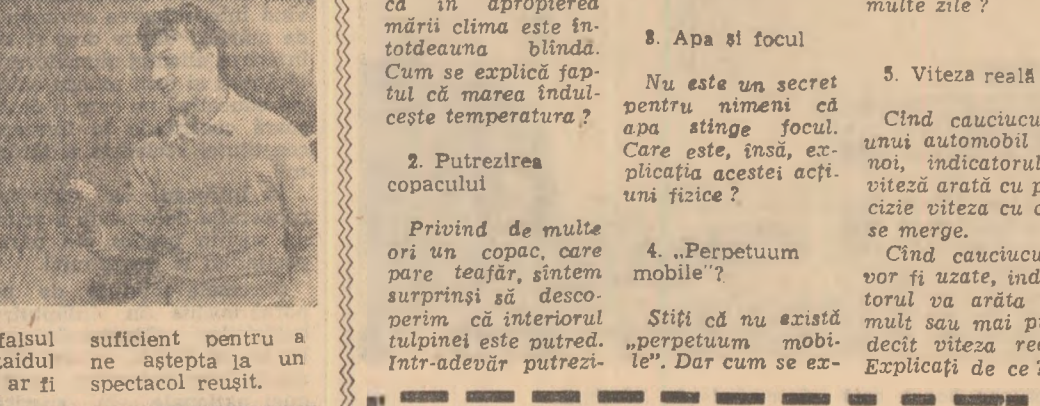 falsul
zaidul
ar fi
suficient pentru a
ne aștepta la un
spectacol reușit.
că în apropierea
mării clima este în-
totdeauna blîndă.
Cum se explică fap-
tul că marea îndul-
cește temperatura ?
2. Putrezirea
copacului
Privind de multe
ori un copac, care
pare teafăr, sîntem
surprinși să desco-
perim că interiorul
tulpinei este putred.
Intr-adevăr putrezi-
3. Apa și focul
Nu este un secret
pentru nimeni că
apa stinge focul.
Care este, însă, ex-
plicația acestei acți-
uni fizice ?
4. „Perpetuum
mobile"?
Știți că nu există
„perpetuum mobi-
le". Dar cum se ex-
multe zile ?
5. Viteza reală
Cînd cauciucu
unui automobil
noi, indicatorul
viteză arată cu p
cizie viteza cu c
se merge.
Cînd cauciucu
vor fi uzate, ind
torul va arăta
mult sau mai p
decît viteza re
Explicați de ce ?